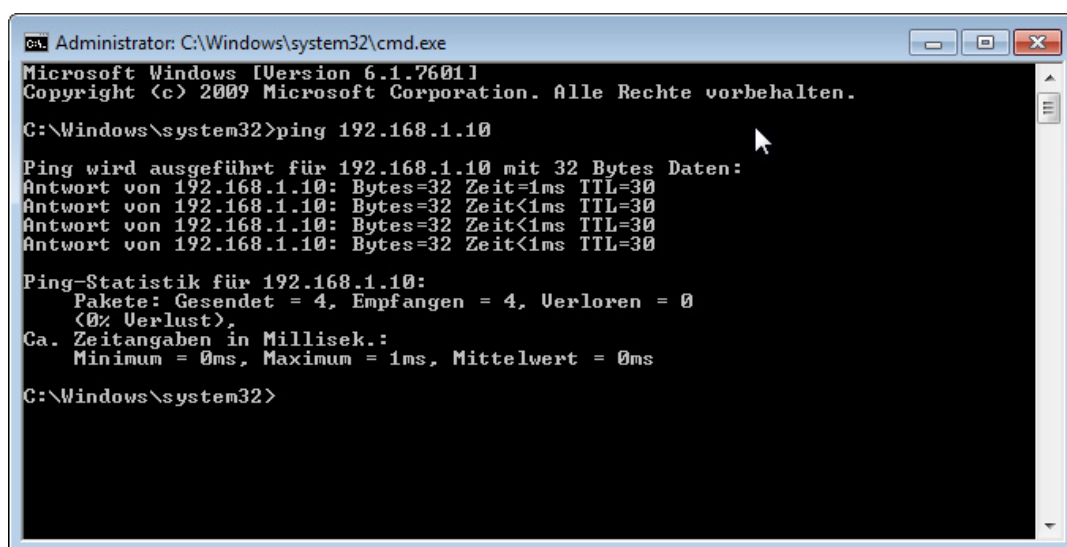 Administrator: C:\Windows\system32\cmd.exe
Microsoft Windows [Version 6.1.7601]
Copyright (c) 2009 Microsoft Corporation. Alle Rechte vorbehalten.
C:\Windows\system32>ping 192.168.1.10
Ping wird ausgeführt für 192.168.1.10 mit 32 Bytes Daten:
Antwort von 192.168.1.10: Bytes=32 Zeit=1ms TTL=30
Antwort von 192.168.1.10: Bytes=32 Zeit<1ms TTL=30
Antwort von 192.168.1.10: Bytes=32 Zeit<1ms TTL=30
Antwort von 192.168.1.10: Bytes=32 Zeit<1ms TTL=30
Ping-Statistik für 192.168.1.10:
    Pakete: Gesendet = 4, Empfangen = 4, Verloren = 0
    (0% Verlust),
Ca. Zeitangaben in Millisek.:
    Minimum = 0ms, Maximum = 1ms, Mittelwert = 0ms
C:\Windows\system32>